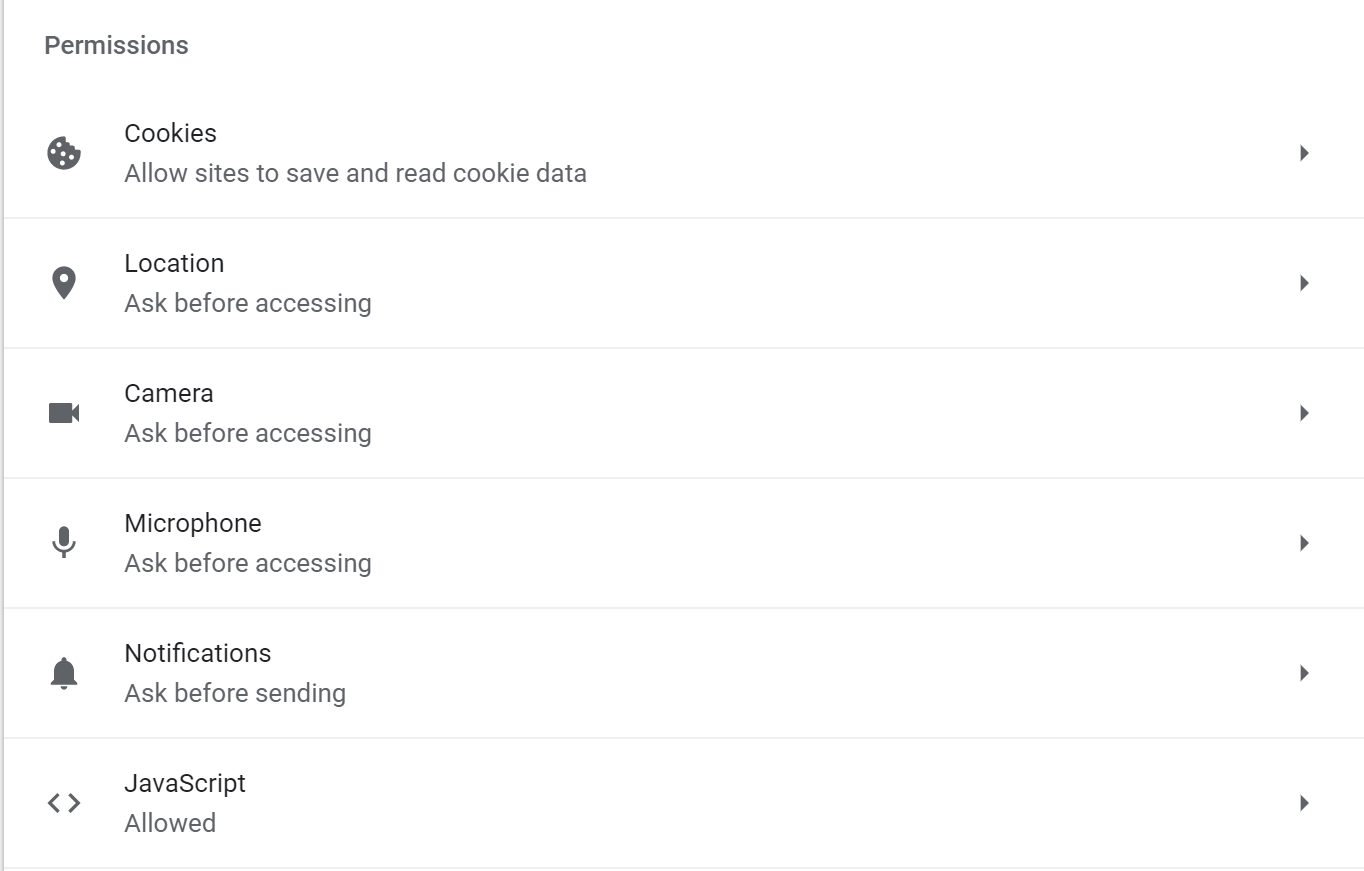 Permissions
Cookies
Allow sites to save and read cookie data
Location
Ask before accessing
Camera
Ask before accessing
Microphone
Ask before accessing
Notifications
Ask before sending
JavaScript
Allowed